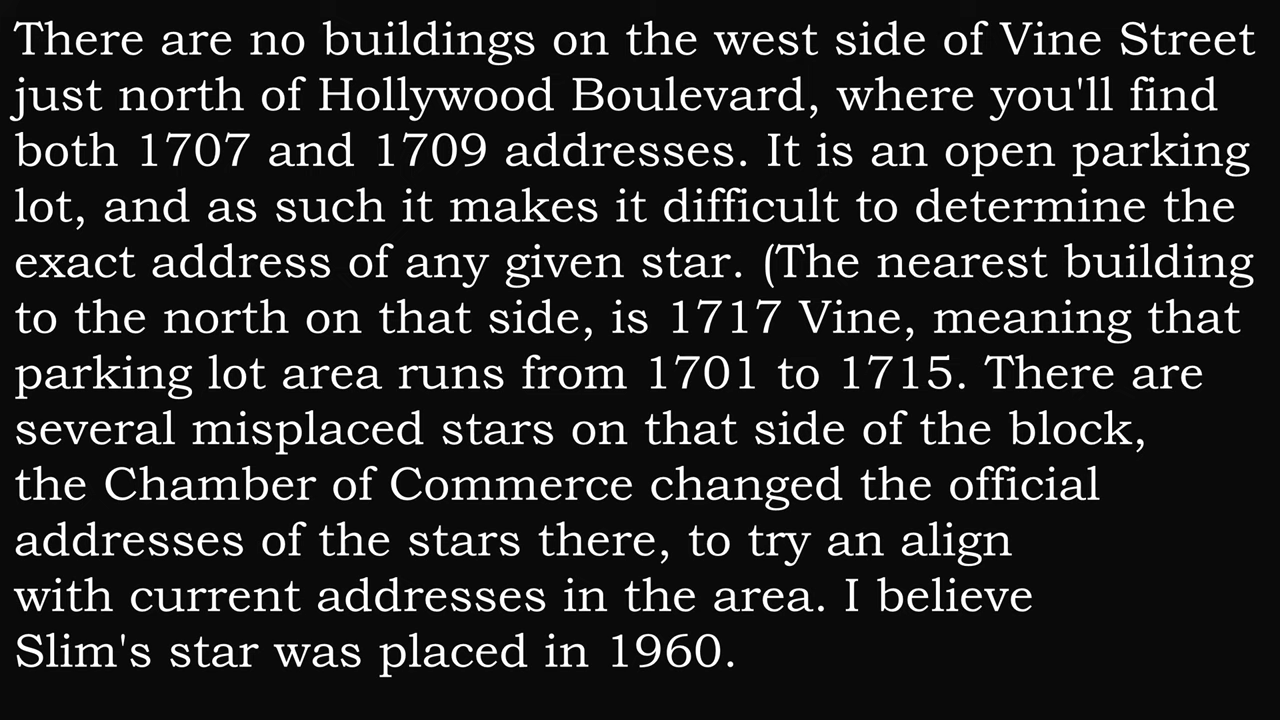 There are no buildings on the west side of Vine Street
just north of Hollywood Boulevard, where you'll find
both 1707 and 1709 addresses. It is an open parking
lot, and as such it makes it difficult to determine the
exact address of any given star. (The nearest building
to the north on that side, is 1717 Vine, meaning that
parking lot area runs from 1701 to 1715. There are
several misplaced stars on that side of the block,
the Chamber of Commerce changed the official
addresses of the stars there, to try an align
with current addresses in the area. I believe
Slim's star was placed in 1960.